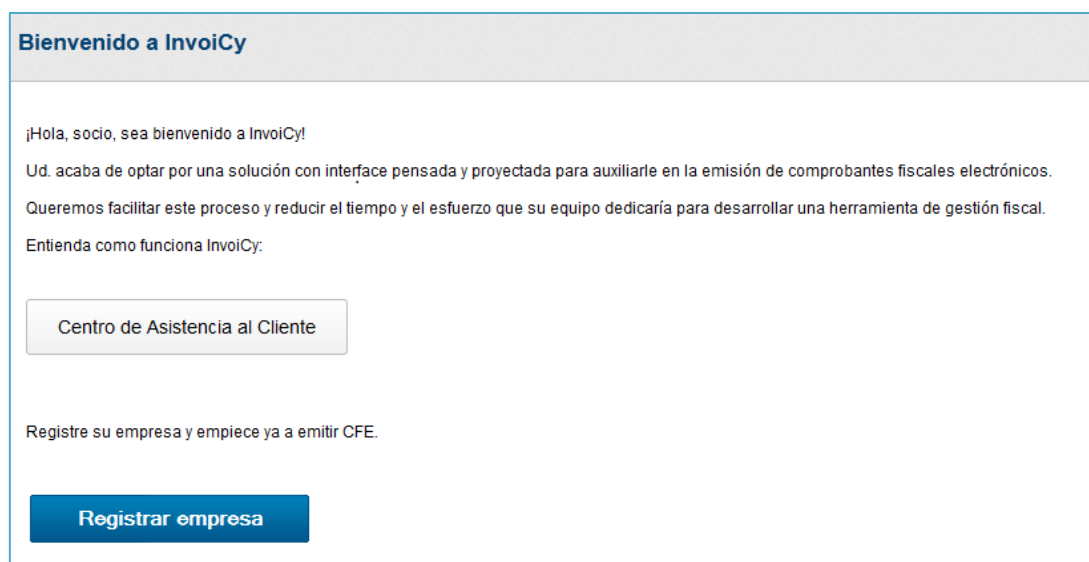 Bienvenido a InvoiCy
¡Hola, socio, sea bienvenido a InvoiCy!
Ud. acaba de optar por una solución con interface pensada y proyectada para auxiliarle en la emisión de comprobantes fiscales electrónicos.
Queremos facilitar este proceso y reducir el tiempo y el esfuerzo que su equipo dedicaría para desarrollar una herramienta de gestión fiscal.
Entienda como funciona InvoiCy:
Centro de Asistencia al Cliente
Registre su empresa y empiece ya a emitir CFE.
Registrar empresa